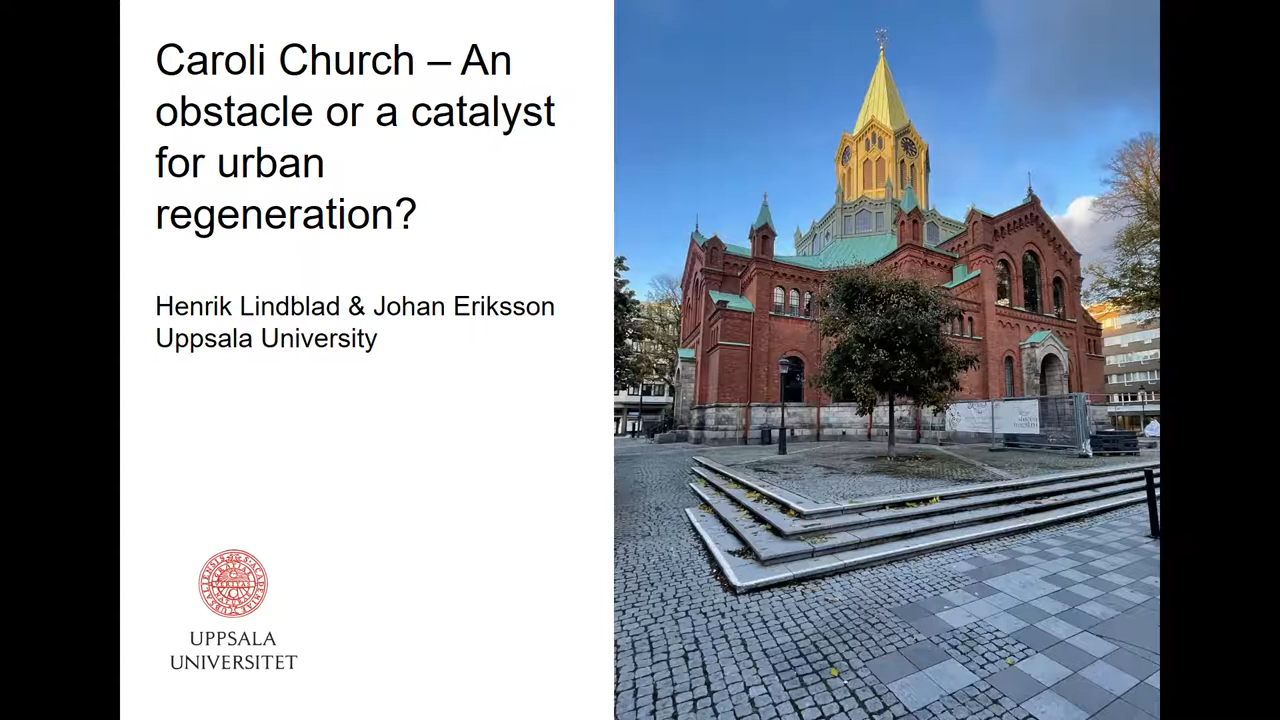 Caroli Church – An
obstacle or a catalyst
for urban
regeneration?
Henrik Lindblad & Johan Eriksson
Uppsala University
UPPSALA
UNIVERSITET